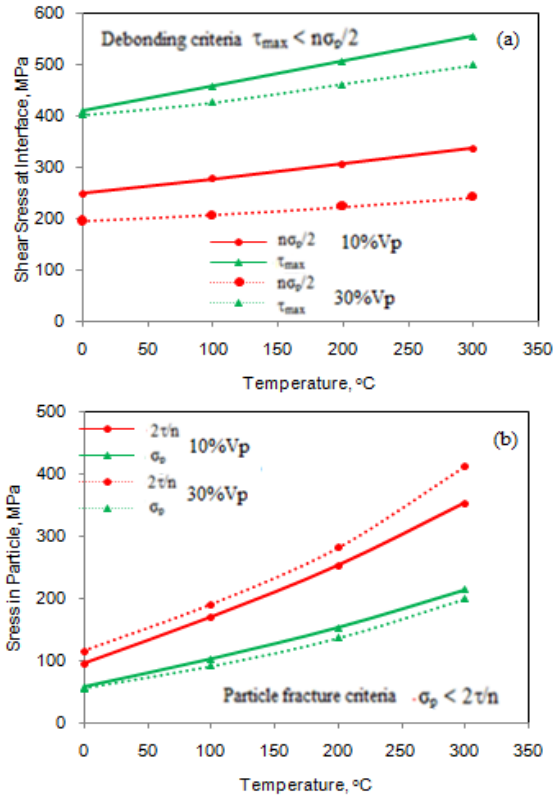 Debonding criteria τmax < nσp/2
(a)
600
500
400
300
200
100
0
Shear Sress at Interface, MPa
nσp/2 10%Vp
τmax
nσp/2 30%Vp
τmax
0 50 100 150 200 250 300 350
Temperature, °C
500
400
300
200
100
0
Sress in Particle, MPa
2τ/n 10%Vp
σp
2τ/n 30%Vp
σp
(b)
Particle fracture criteria σp < 2τ/n
0 50 100 150 200 250 300 350
Temperature, °C